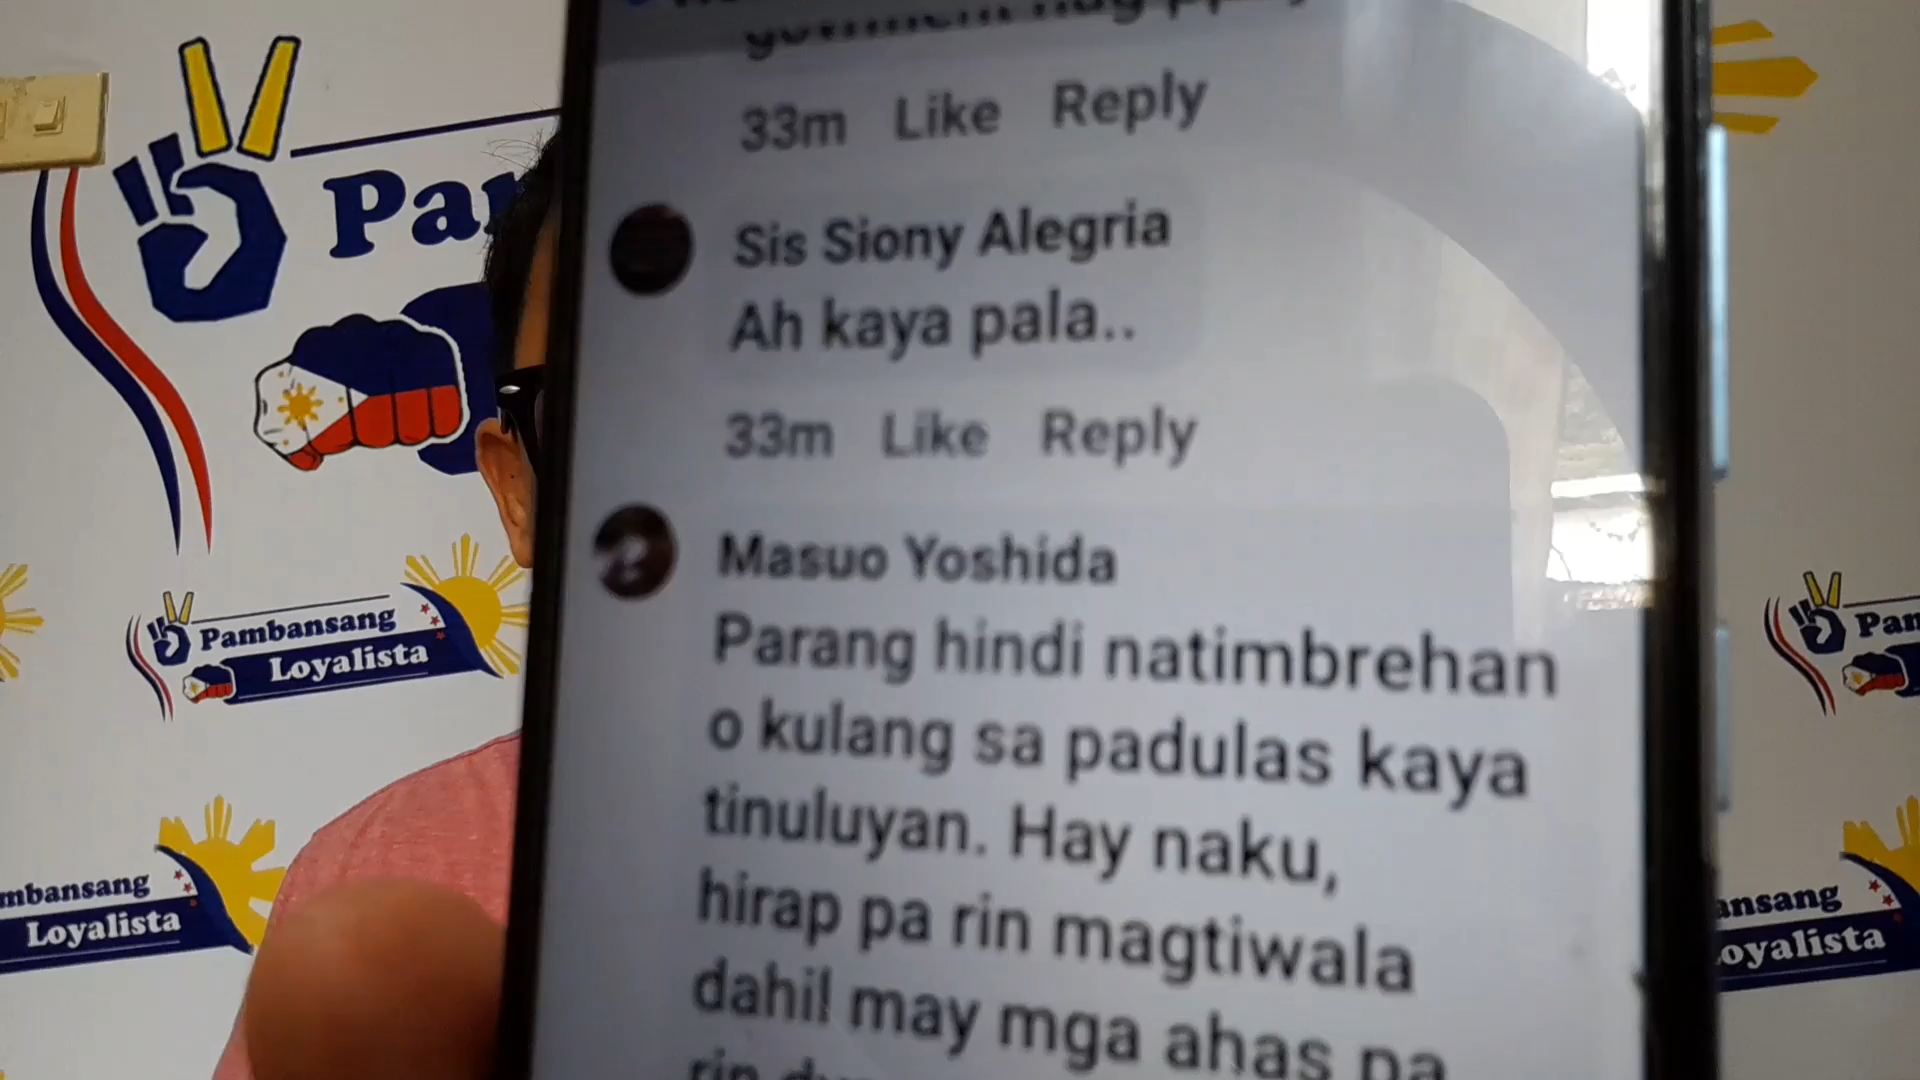 33m Like Reply
Sis Siony Alegria
Ah kaya pala..
33m Like Reply
Masuo Yoshida
Parang hindi natimbrehan
o kulang sa padulas kaya
tinuluyan. Hay naku,
hirap pa rin magtiwala
dahil may mga ahas pa
rin
Pambansang
Loyalista
mbansang
Loyalista
Pam
ansang
oyalista